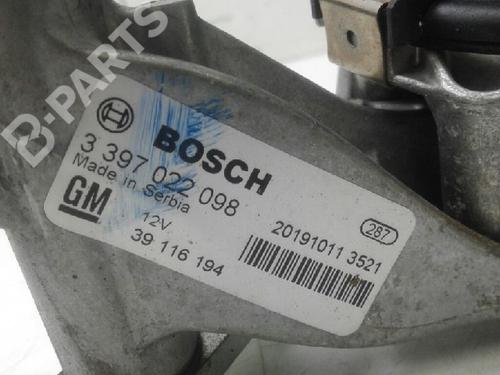 B-PARTS
BOSCH
3 397 022 098
Made in Serbia
GM
12V
39 116 194
287
20191011 3521